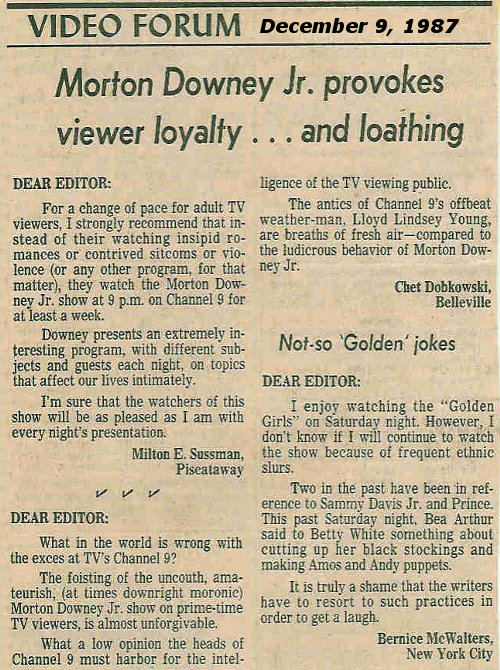 VIDEO FORUM December 9, 1987
Morton Downey Jr. provokes
viewer loyalty . . . and loathing
DEAR EDITOR:
For a change of pace for adult TV
viewers, I strongly recommend that in-
stead of their watching insipid ro-
mances or contrived sitcoms or vio-
lence (or any other program, for that
matter), they watch the Morton Dow-
ney Jr. show at 9 p.m. on Channel 9 for
at least a week.
Downey presents an extremely in-
teresting program, with different sub-
jects and guests each night, on topics
that affect our lives intimately.
I'm sure that the watchers of this
show will be as pleased as I am with
every night's presentation.
Milton E. Sussman,
Piscataway
DEAR EDITOR:
What in the world is wrong with
the exces at TV's Channel 9?
The foisting of the uncouth, ama-
teurish, (at times downright moronic)
Morton Downey Jr. show on prime-time
TV viewers, is almost unforgivable.
What a low opinion the heads of
Channel 9 must harbor for the intel-
ligence of the TV viewing public.
The antics of Channel 9's offbeat
weather-man, Lloyd Lindsey Young,
are breaths of fresh air—compared to
the ludicrous behavior of Morton Dow-
ney Jr.
Chet Dobkowski,
Belleville
Not-so 'Golden' jokes
DEAR EDITOR:
I enjoy watching the "Golden
Girls" on Saturday night. However, I
don't know if I will continue to watch
the show because of frequent ethnic
slurs.
Two in the past have been in ref-
erence to Sammy Davis Jr. and Prince.
This past Saturday night, Bea Arthur
said to Betty White something about
cutting up her black stockings and
making Amos and Andy puppets.
It is truly a shame that the writers
have to resort to such practices in
order to get a laugh.
Bernice McWalters,
New York City